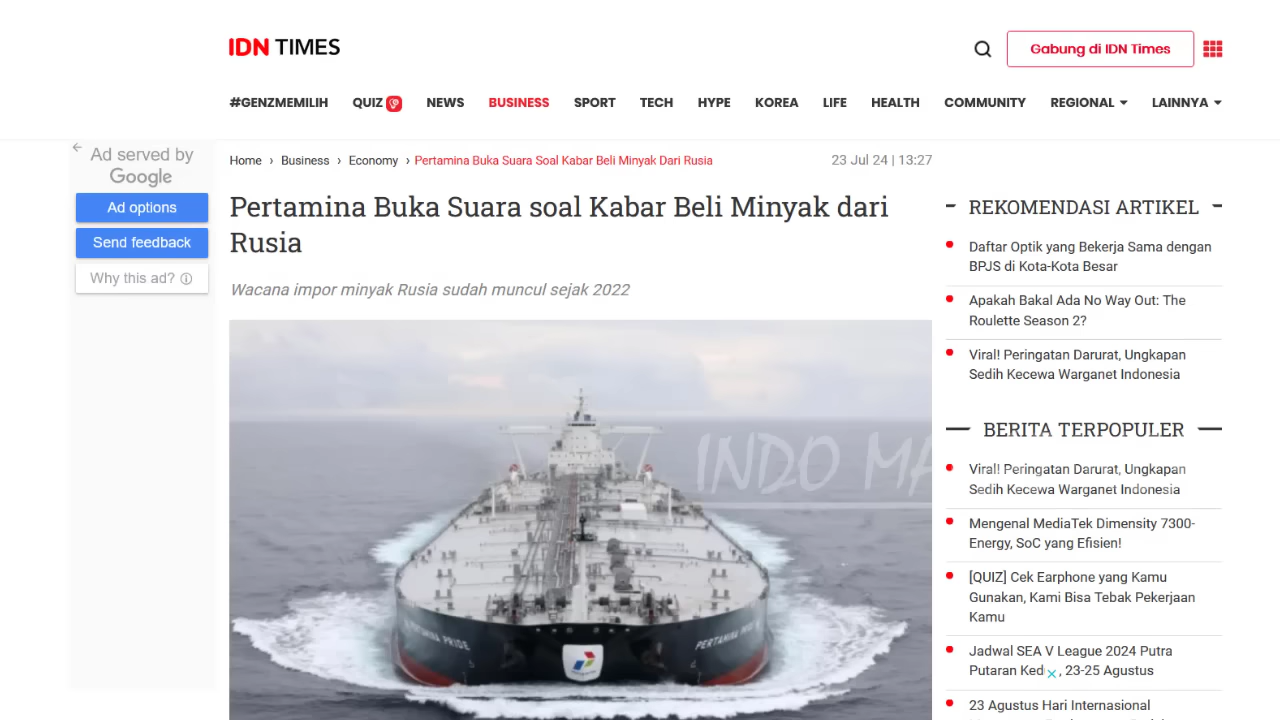 IDN TIMES
Gabung di IDN Times
#GENZMEMILIH QUIZ NEWS BUSINESS SPORT TECH HYPE KOREA LIFE HEALTH COMMUNITY REGIONAL LAINNYA
Ad served by
Google
Ad options
Send feedback
Why this ad?
Home › Business › Economy › Pertamina Buka Suara Soal Kabar Beli Minyak Dari Rusia
23 Jul 24 | 13:27
Pertamina Buka Suara soal Kabar Beli Minyak dari
Rusia
Wacana impor minyak Rusia sudah muncul sejak 2022
INDO MA
PERTAMINA PRIDE
PERTAMINA PRIDE
REKOMENDASI ARTIKEL
Daftar Optik yang Bekerja Sama dengan
BPJS di Kota-Kota Besar
Apakah Bakal Ada No Way Out: The
Roulette Season 2?
Viral! Peringatan Darurat, Ungkapan
Sedih Kecewa Warganet Indonesia
BERITA TERPOPULER
Viral! Peringatan Darurat, Ungkapan
Sedih Kecewa Warganet Indonesia
Mengenal MediaTek Dimensity 7300-
Energy, SoC yang Efisien!
[QUIZ] Cek Earphone yang Kamu
Gunakan, Kami Bisa Tebak Pekerjaan
Kamu
Jadwal SEA V League 2024 Putra
Putaran Ked , 23-25 Agustus
23 Agustus Hari Internasional